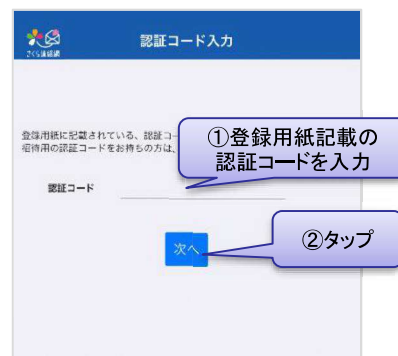 さくら連絡網
認証コード入力
登録用紙に記載されている、認証コー
招待用の認証コードをお持ちの方は、
①登録用紙記載の
認証コードを入力
認証コード
次へ
②タップ